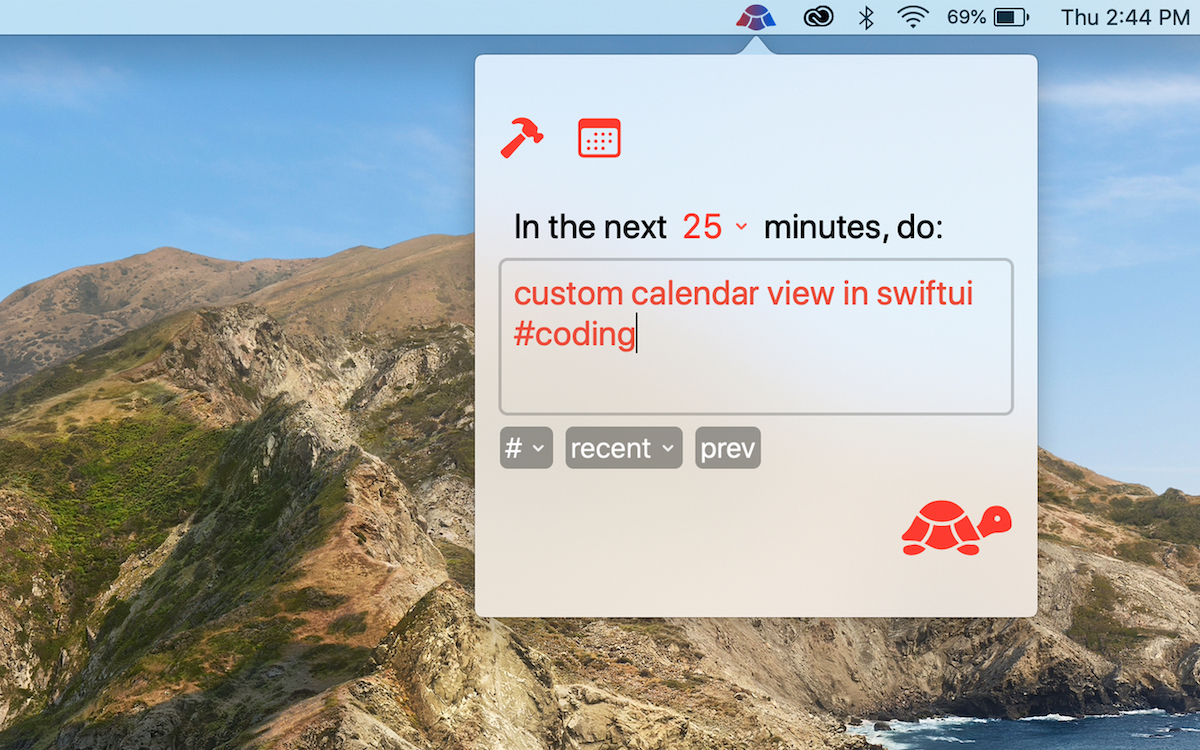 69% Thu 2:44 PM
In the next 25 minutes, do:
custom calendar view in swiftui
#coding
# recent prev